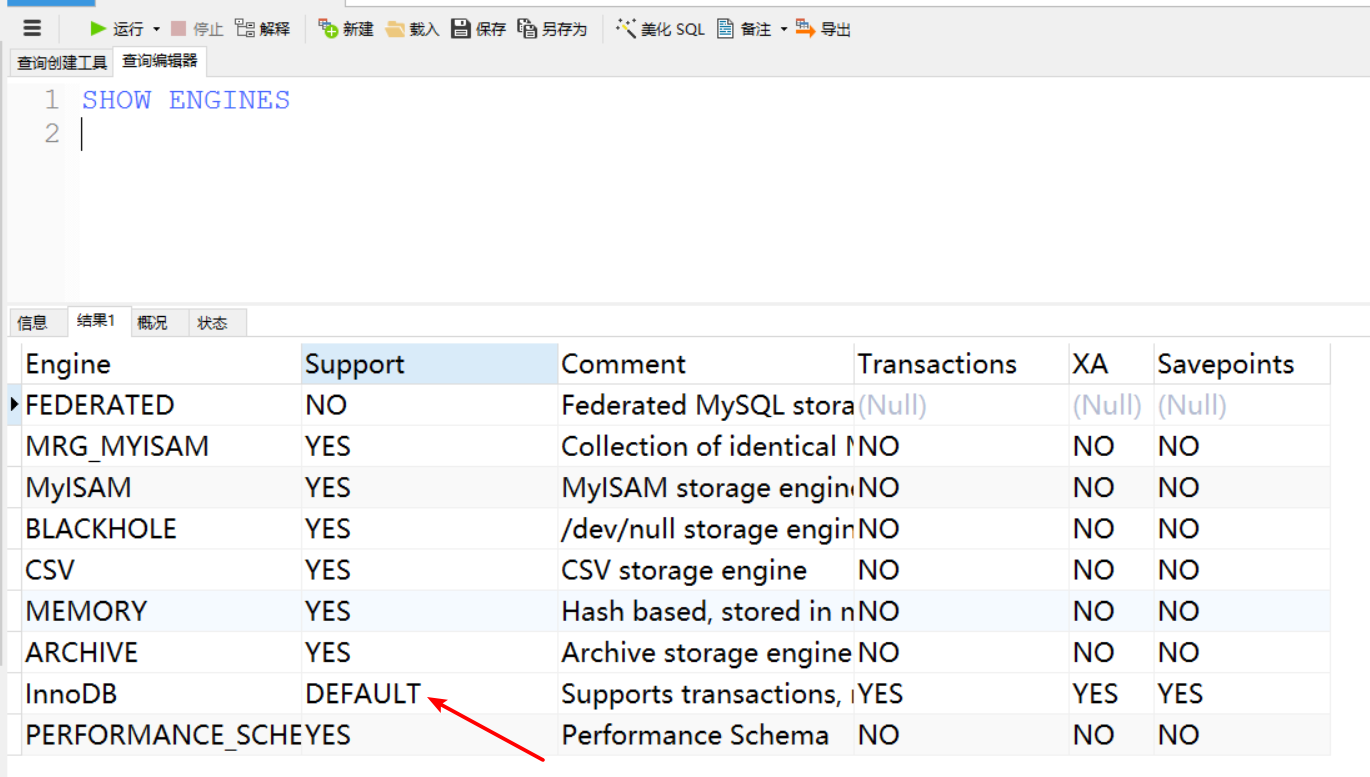 运行 停止 解释 新建 载入 保存 另存为 美化 SQL 备注 导出
查询创建工具 查询编辑器
1 SHOW ENGINES
2
信息 结果1 概况 状态
Engine Support Comment Transactions XA Savepoints
FEDERATED NO Federated MySQL stora (Null) (Null) (Null)
MRG_MYISAM YES Collection of identical NO NO NO
MyISAM YES MyISAM storage engin NO NO NO
BLACKHOLE YES /dev/null storage engin NO NO NO
CSV YES CSV storage engine NO NO NO
MEMORY YES Hash based, stored in NO NO NO
ARCHIVE YES Archive storage engine NO NO NO
InnoDB DEFAULT Supports transactions, YES YES YES
PERFORMANCE_SCHE YES Performance Schema NO NO NO